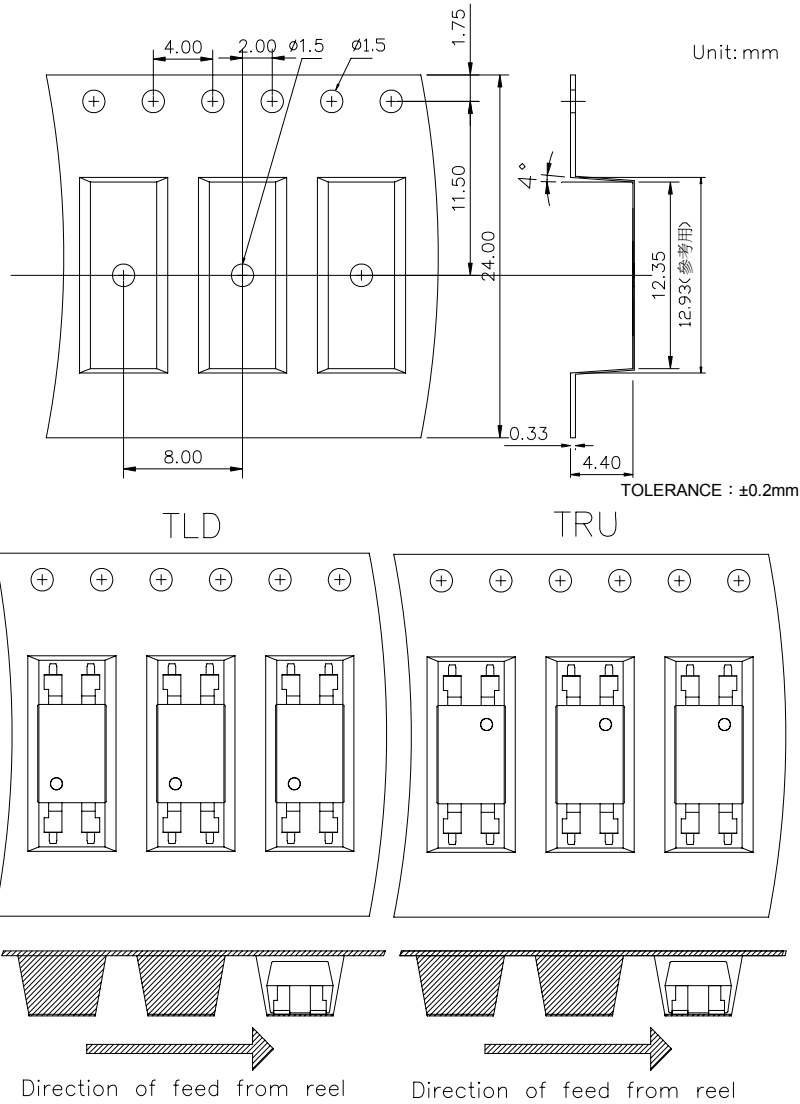 4.00
2.00
ø1.5
ø1.5
1.75
Unit: mm
11.50
24.00
4°
12.35
12.93(参考用)
8.00
0.33
4.40
TOLERANCE : ±0.2mm
TLD
TRU
Direction of feed from reel
Direction of feed from reel